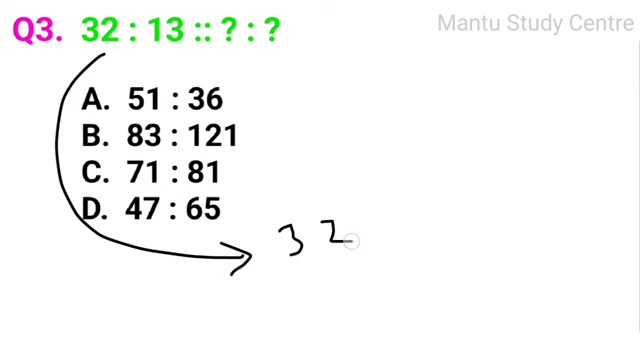 Mantu Study Centre
Q3. 32 : 13 :: ? : ?
A. 51 : 36
B. 83 : 121
C. 71 : 81
D. 47 : 65
3 2